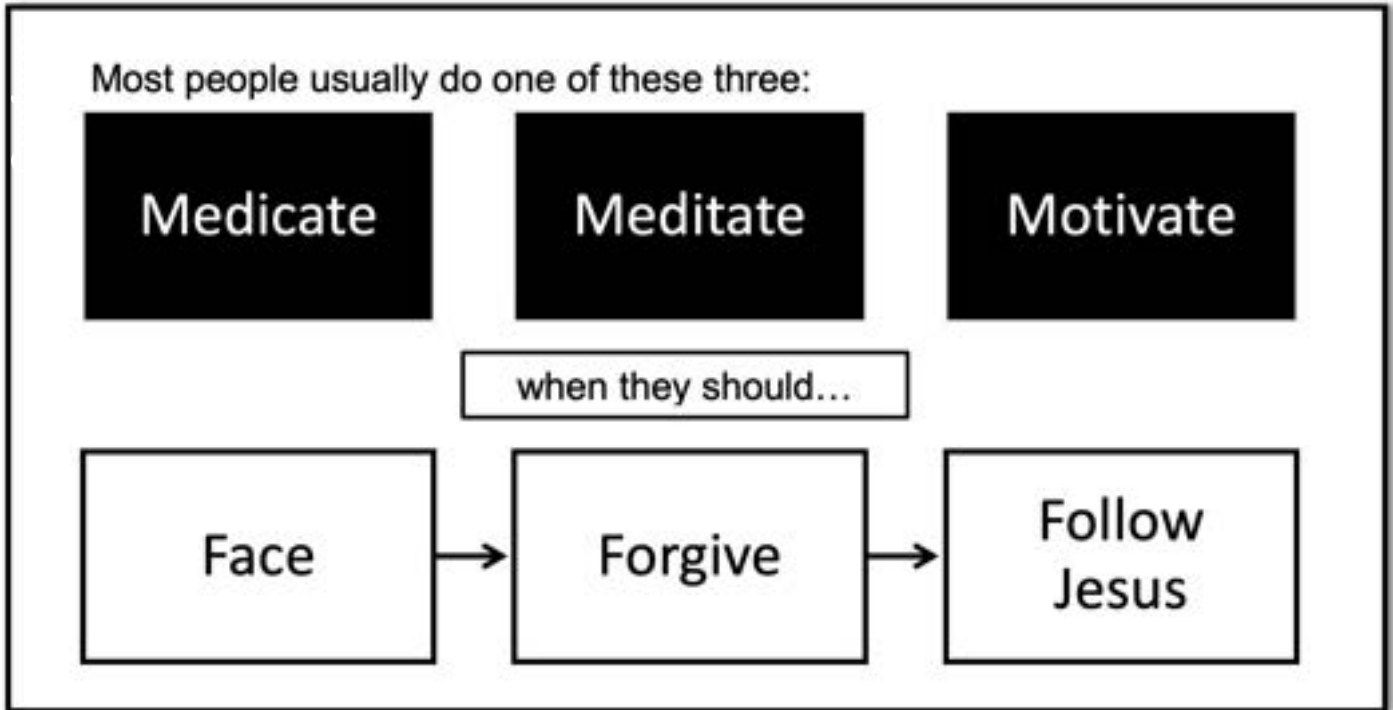 Most people usually do one of these three:
Medicate
Meditate
Motivate
when they should…
Face
Forgive
Follow
Jesus